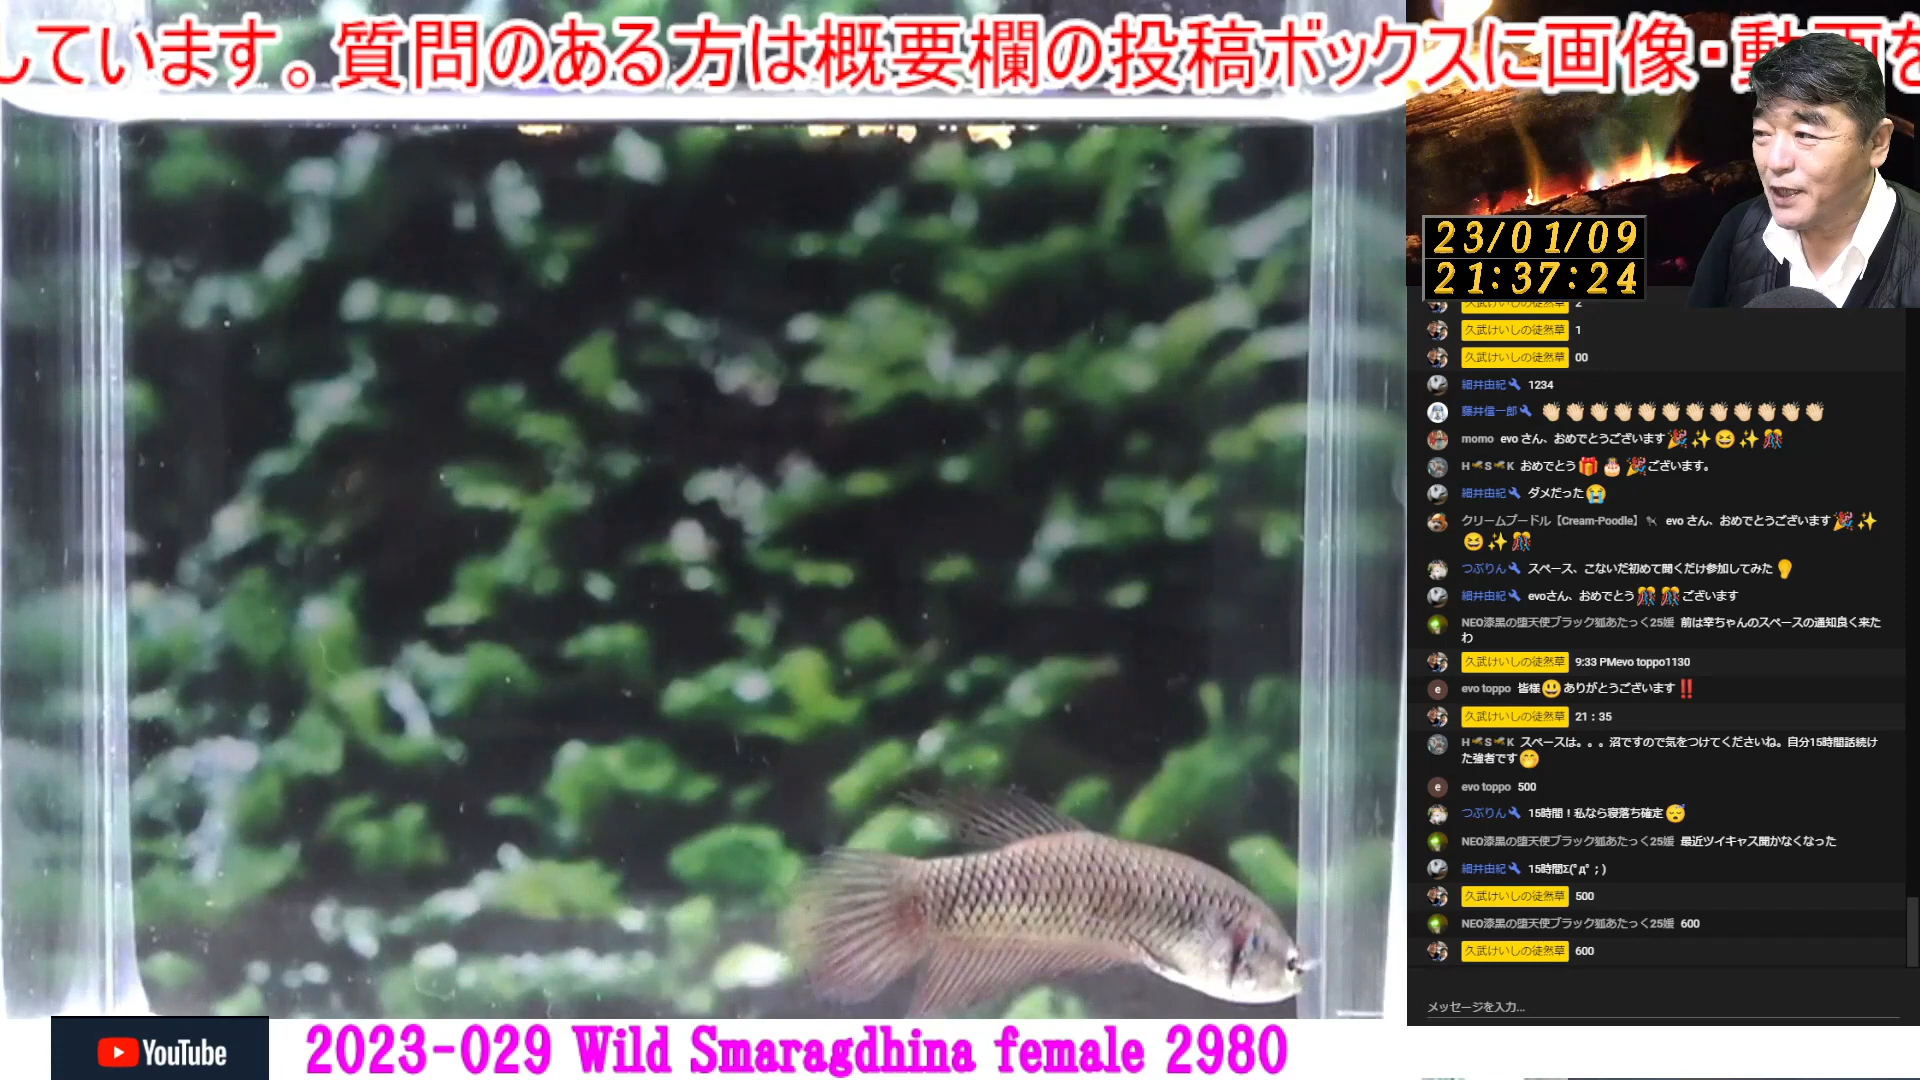 しています。質問のある方は概要欄の投稿ボックスに画像・動画を
23/01/09
21:37:24
久武けいしの徒然草 2
久武けいしの徒然草 1
久武けいしの徒然草 00
細井由紀 1234
藤井信一郎 👏🏻👏🏻👏🏻👏🏻👏🏻👏🏻👏🏻👏🏻👏🏻👏🏻👏🏻👏🏻
momo evo さん、おめでとうございます🎉✨😆✨🎊
H S K おめでとう🎁🎂🎉ございます。
細井由紀 ダメだった😭
クリームプードル【Cream-Poodle】 evo さん、おめでとうございます🎉✨
😆✨🎊
つぶりん スペース、こないだ初めて聞くだけ参加してみた👂
細井由紀 evoさん、おめでとう🎊🎊ございます
NEO漆黒の堕天使ブラック狐あたっく25媛 前は幸ちゃんのスペースの通知良く来た
わ
久武けいしの徒然草 9:33 PMevo toppo1130
evo toppo 皆様😃ありがとうございます‼️
久武けいしの徒然草 21：35
H S K スペースは。。。沼ですので気をつけてくださいね。自分15時間話続け
た強者です🤭
evo toppo 500
つぶりん 15時間！私なら寝落ち確定😴
NEO漆黒の堕天使ブラック狐あたっく25媛 最近ツイキャス聞かなくなった
細井由紀 15時間Σ(ﾟдﾟ；)
久武けいしの徒然草 500
NEO漆黒の堕天使ブラック狐あたっく25媛 600
久武けいしの徒然草 600
メッセージを入力...
YouTube
2023-029 Wild Smaragdhina female 2980